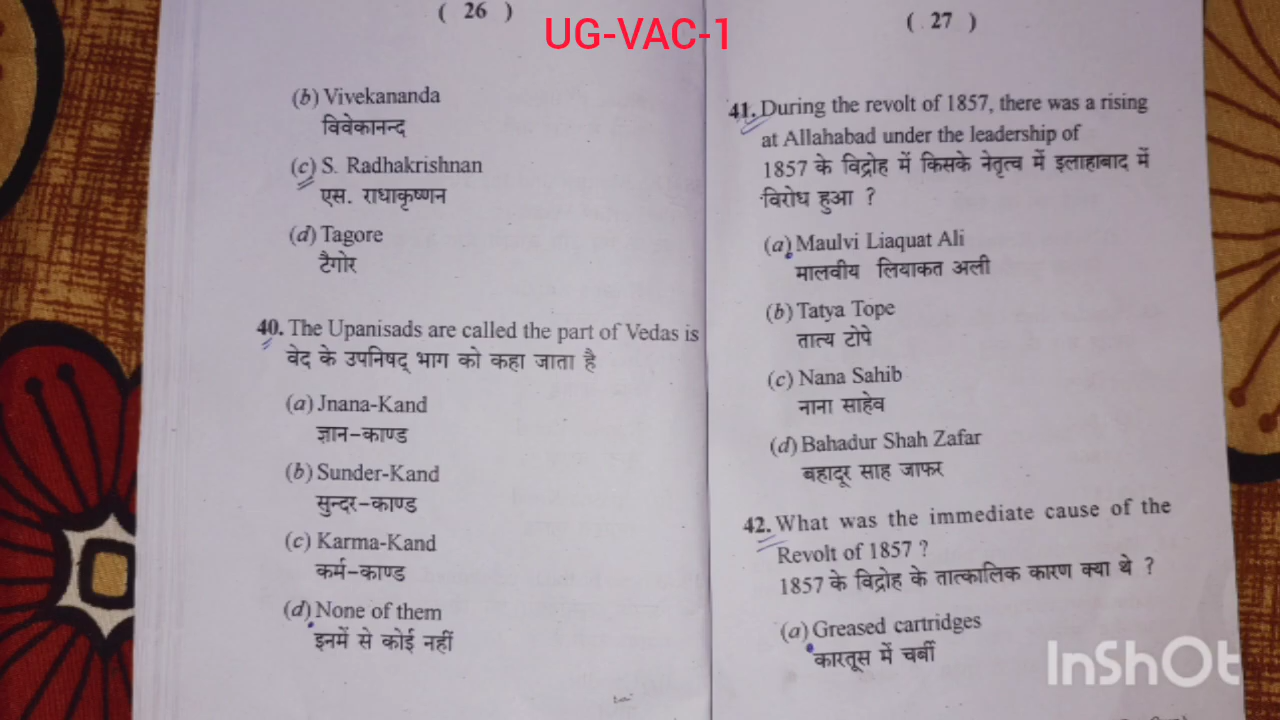 UG-VAC-1
( 26 )
(b) Vivekananda
विवेकानन्द
(c) S. Radhakrishnan
एस. राधाकृष्णन
(d) Tagore
टैगोर
40. The Upanisads are called the part of Vedas is
वेद के उपनिषद् भाग को कहा जाता है
(a) Jnana-Kand
ज्ञान-काण्ड
(b) Sunder-Kand
सुन्दर-काण्ड
(c) Karma-Kand
कर्म-काण्ड
(d) None of them
इनमें से कोई नहीं
( 27 )
41. During the revolt of 1857, there was a rising
at Allahabad under the leadership of
1857 के विद्रोह में किसके नेतृत्व में इलाहाबाद में
विरोध हुआ ?
(a) Maulvi Liaquat Ali
मालवीय लियाकत अली
(b) Tatya Tope
तात्य टोपे
(c) Nana Sahib
नाना साहेव
(d) Bahadur Shah Zafar
बहादूर साह जाफर
42. What was the immediate cause of the
Revolt of 1857 ?
1857 के विद्रोह के तात्कालिक कारण क्या थे ?
(a) Greased cartridges
कारतूस में चर्बी
InShOt